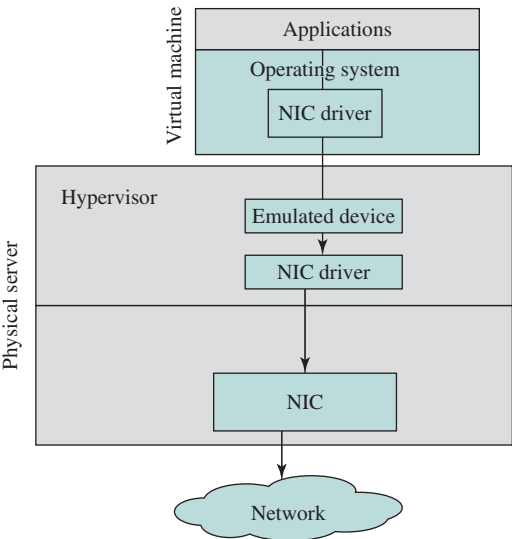 Virtual machine
Applications
Operating system
NIC driver
Physical server
Hypervisor
Emulated device
NIC driver
NIC
Network